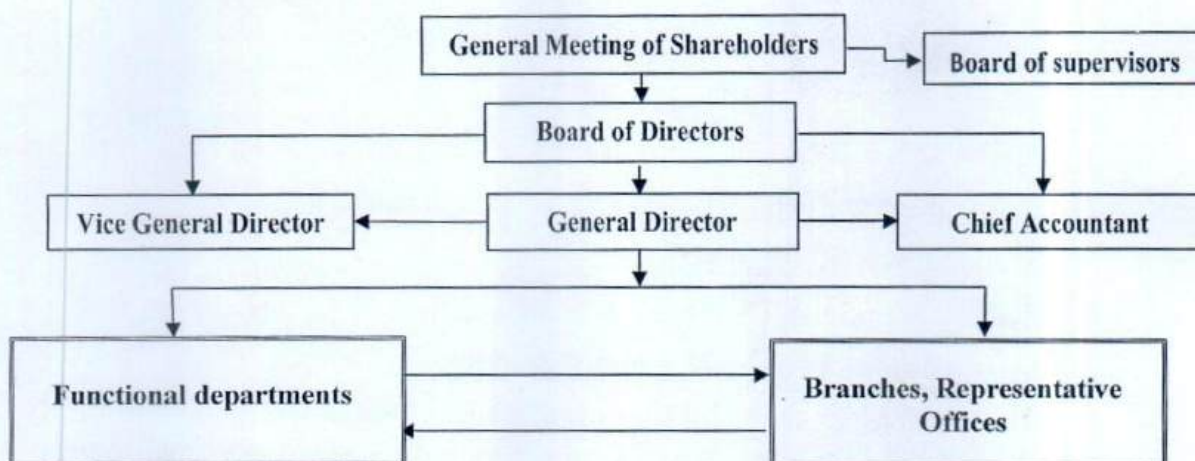 General Meeting of Shareholders
Board of supervisors
Board of Directors
Vice General Director
General Director
Chief Accountant
Functional departments
Branches, Representative
Offices